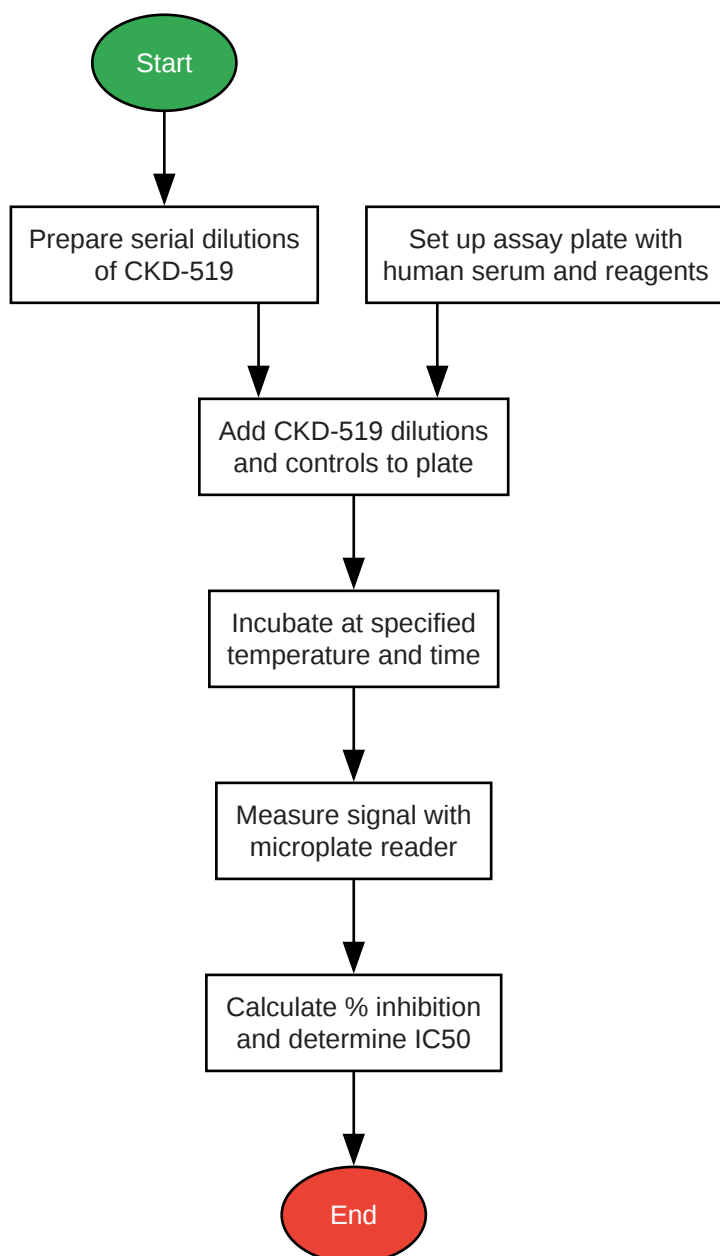 Start
Prepare serial dilutions
of CKD-519
Set up assay plate with
human serum and reagents
Add CKD-519 dilutions
and controls to plate
Incubate at specified
temperature and time
Measure signal with
microplate reader
Calculate % inhibition
and determine IC50
End